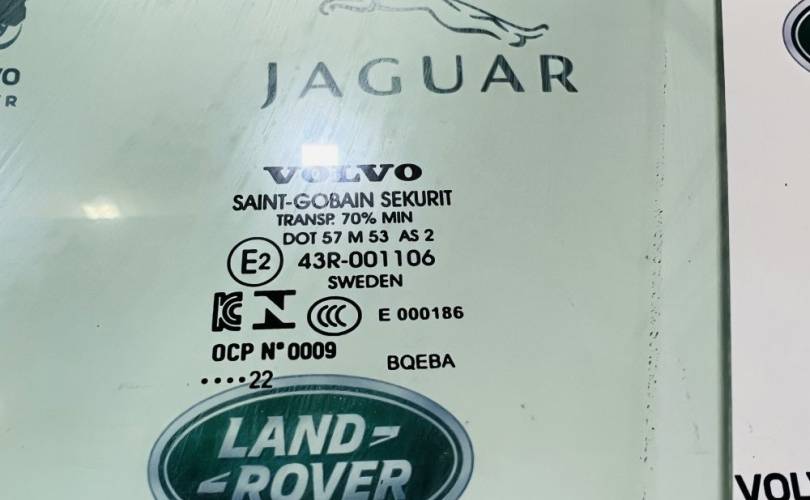 JAGUAR
VOLVO
SAINT-GOBAIN SEKURIT
TRANSP. 70% MIN
DOT 57 M 53 AS 2
E2 43R-001106
SWEDEN
CCC E 000186
OCP N° 0009
BQEBA
....22
LAND
ROVER